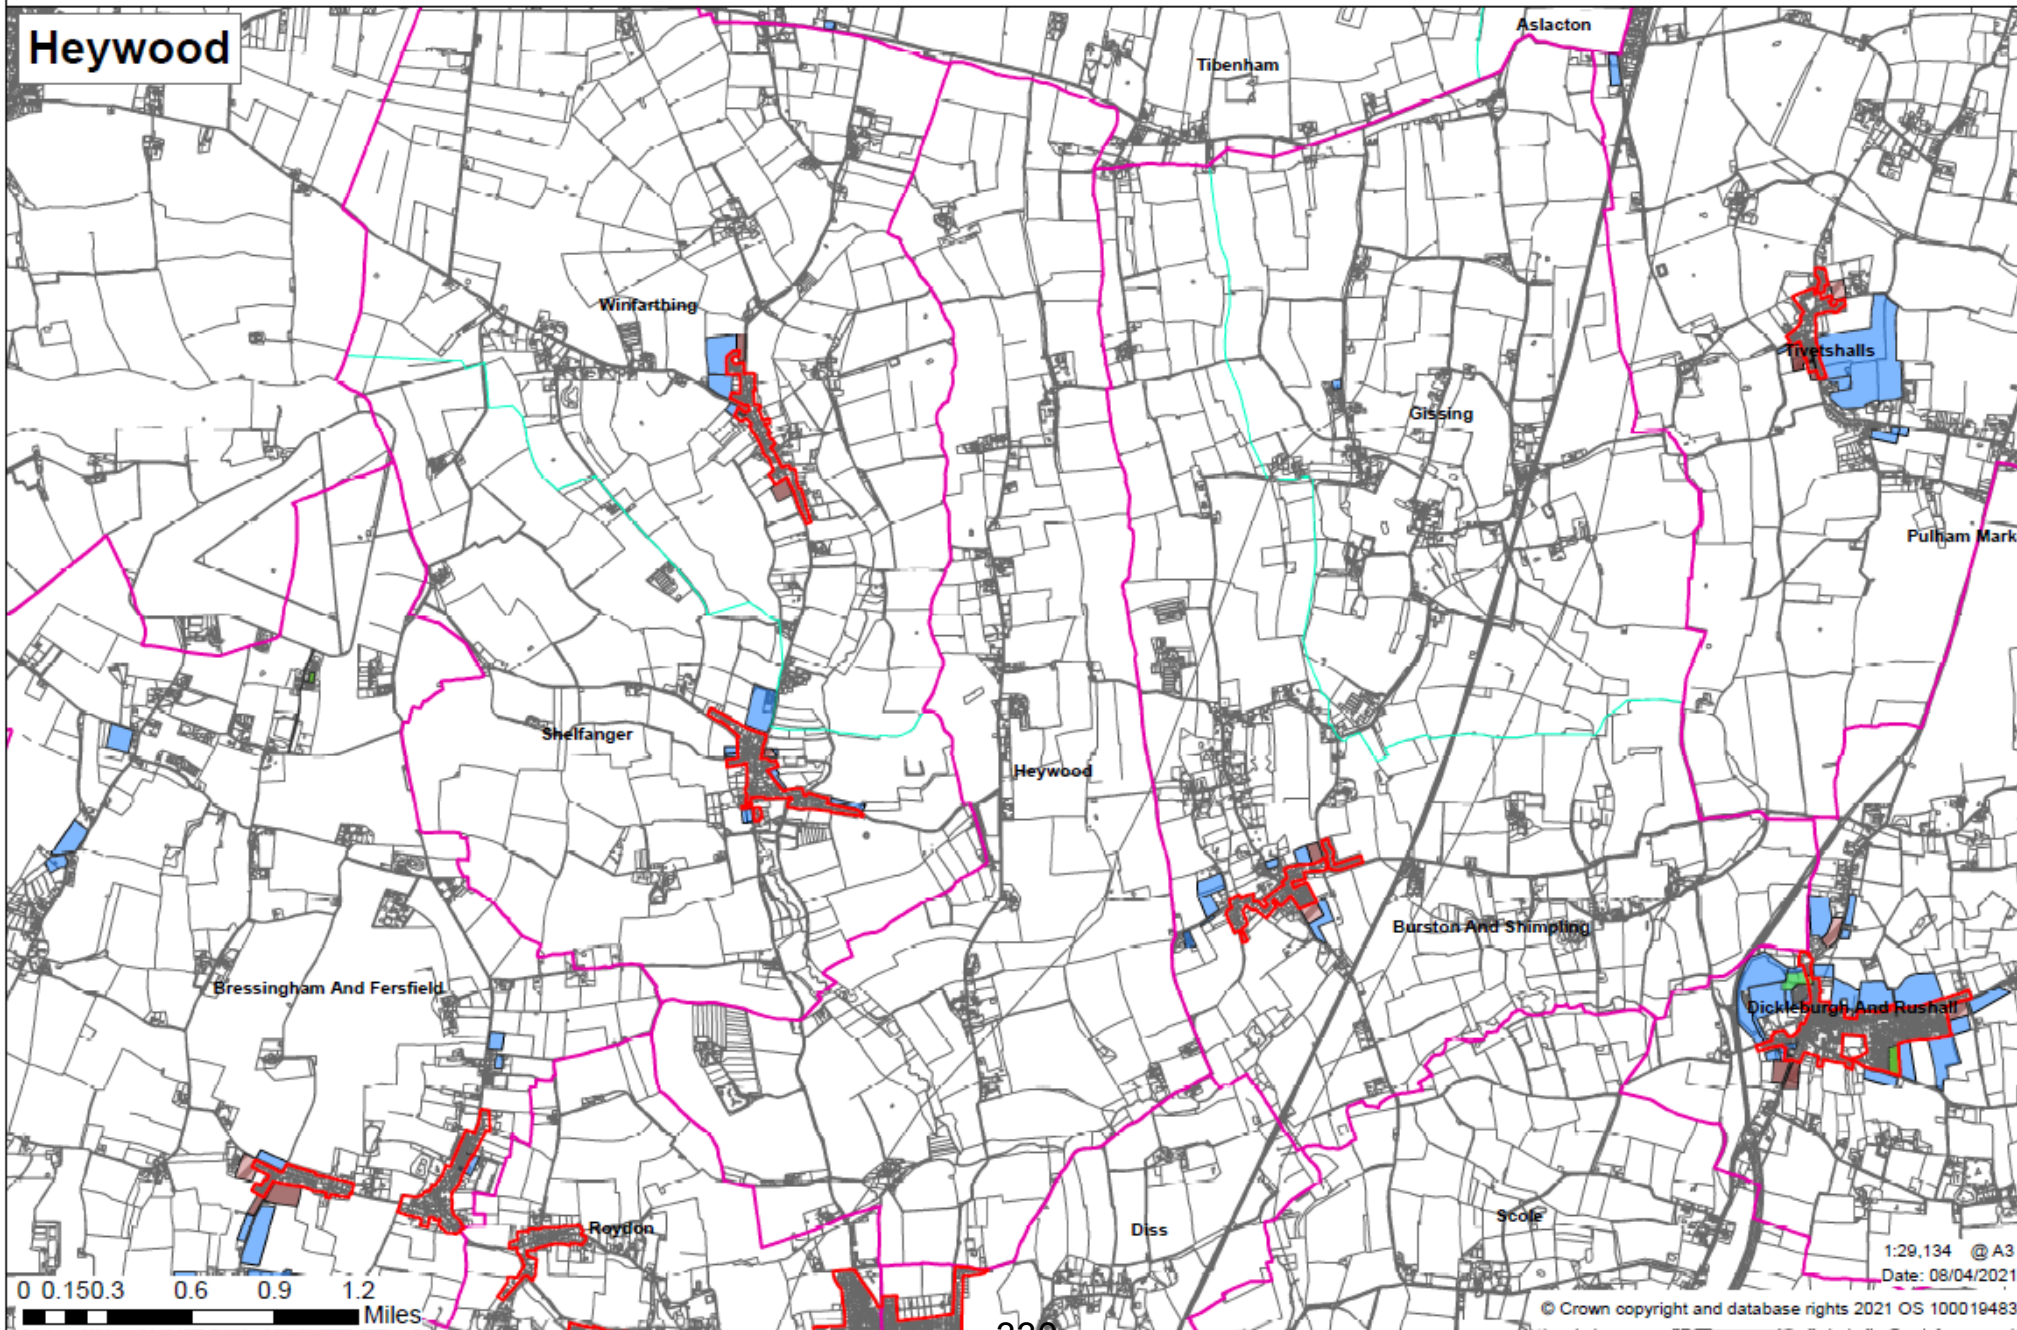 Heywood
Aslacton
Tibenham
Winfarthing
Tivetshalls
Gissing
Pulham Mark
Shelfanger
Heywood
Burston And Shimpling
Bressingham And Fersfield
Dickleburgh And Rushall
Roydon
Diss
Scole
1:29,134 @ A3
Date: 08/04/2021
0 0.15 0.3 0.6 0.9 1.2
Miles
© Crown copyright and database rights 2021 OS 100019483